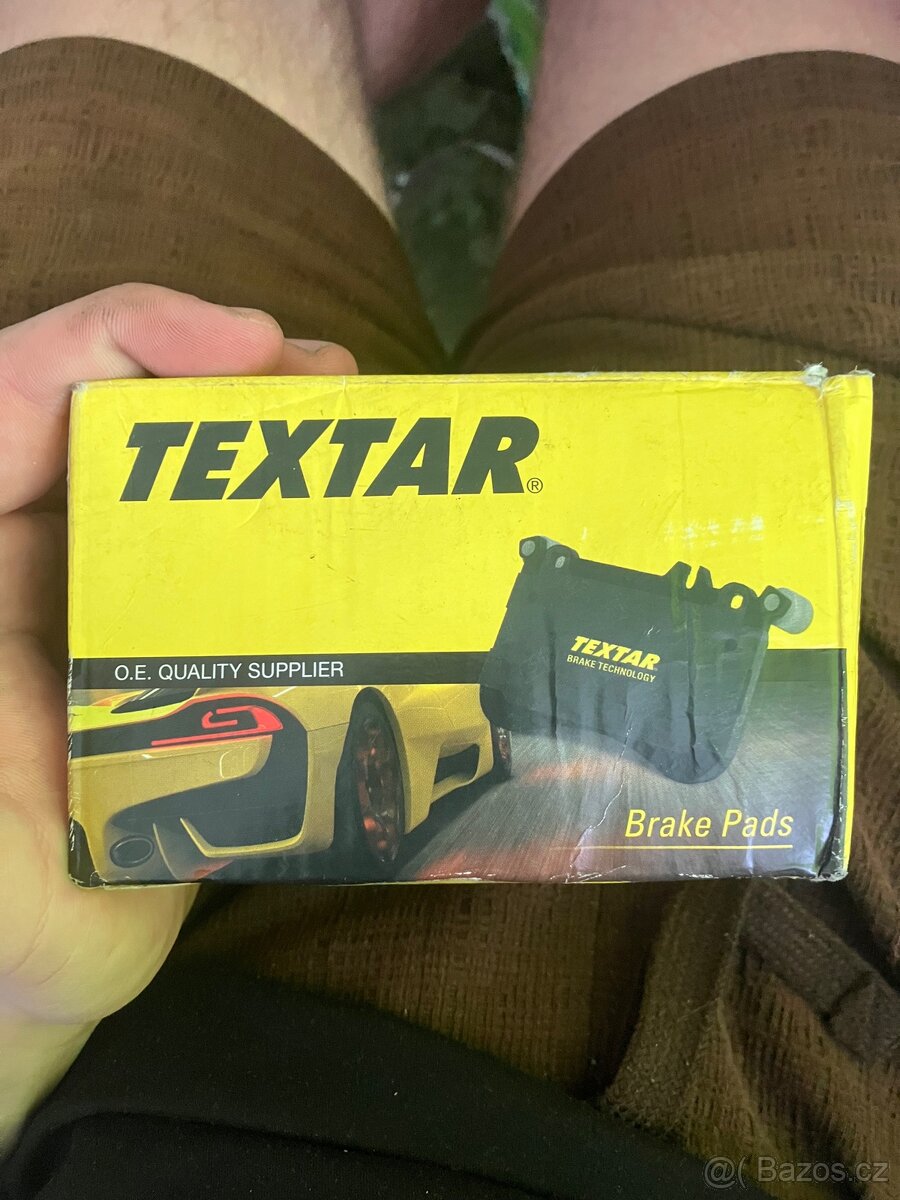 TEXTAR®
TEXTAR
BRAKE TECHNOLOGY
O.E. QUALITY SUPPLIER
Brake Pads
@( Bazos.cz